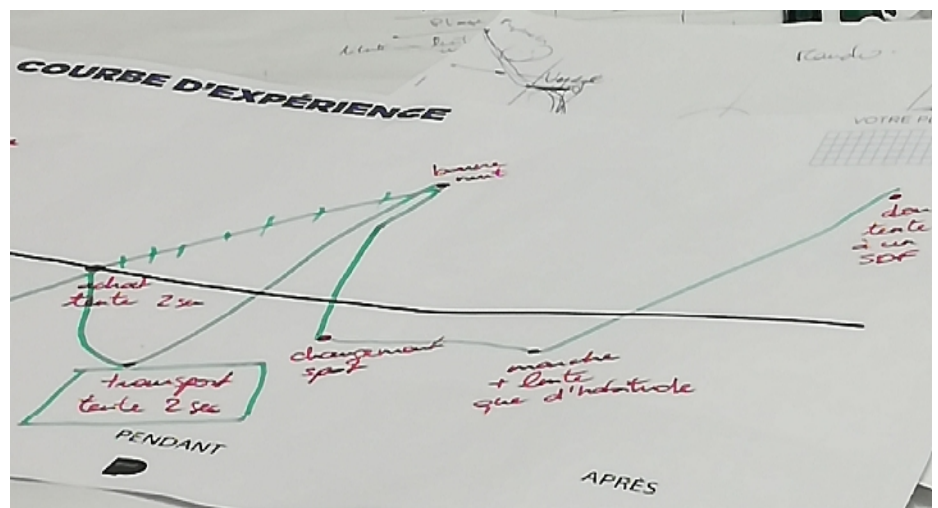 COURBE D'EXPÉRIENCE
VOTRE
bonne
nuit
don
tente
à un
SDF
achat
tente 2 sec
changement
spot
marche
+ lente
que d'habitude
transport
tente 2 sec
PENDANT
APRÈS